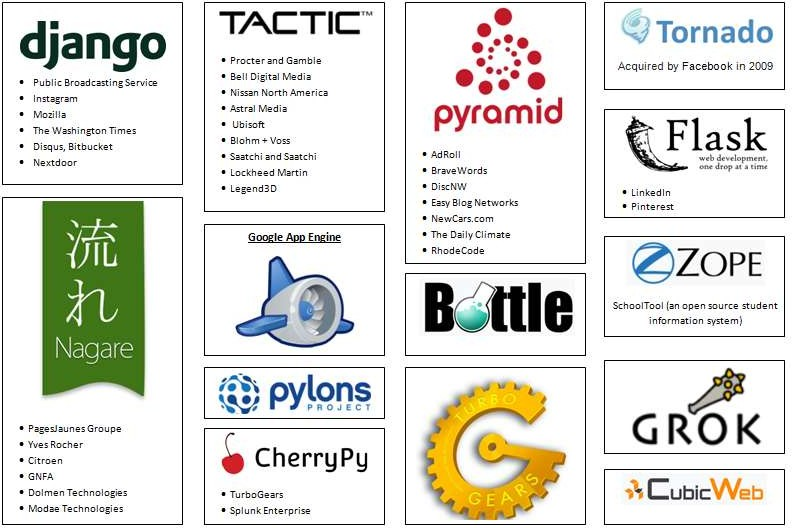 django
• Public Broadcasting Service
• Instagram
• Mozilla
• The Washington Times
• Disqus, Bitbucket
• Nextdoor
流
れ
Nagare
• PagesJaunes Groupe
• Yves Rocher
• Citroen
• GNFA
• Dolmen Technologies
• Modae Technologies
TACTIC™
• Procter and Gamble
• Bell Digital Media
• Nissan North America
• Astral Media
• Ubisoft
• Blohm + Voss
• Saatchi and Saatchi
• Lockheed Martin
• Legend3D
Google App Engine
pylons
PROJECT
CherryPy
• TurboGears
• Splunk Enterprise
pyramid
• AdRoll
• BraveWords
• DiscNW
• Easy Blog Networks
• NewCars.com
• The Daily Climate
• RhodeCode
Bottle
TURBO
GEARS
Tornado
Acquired by Facebook in 2009
Flask
web development,
one drop at a time
• LinkedIn
• Pinterest
ZOPE
SchoolTool (an open source student
information system)
GROK
CubicWeb